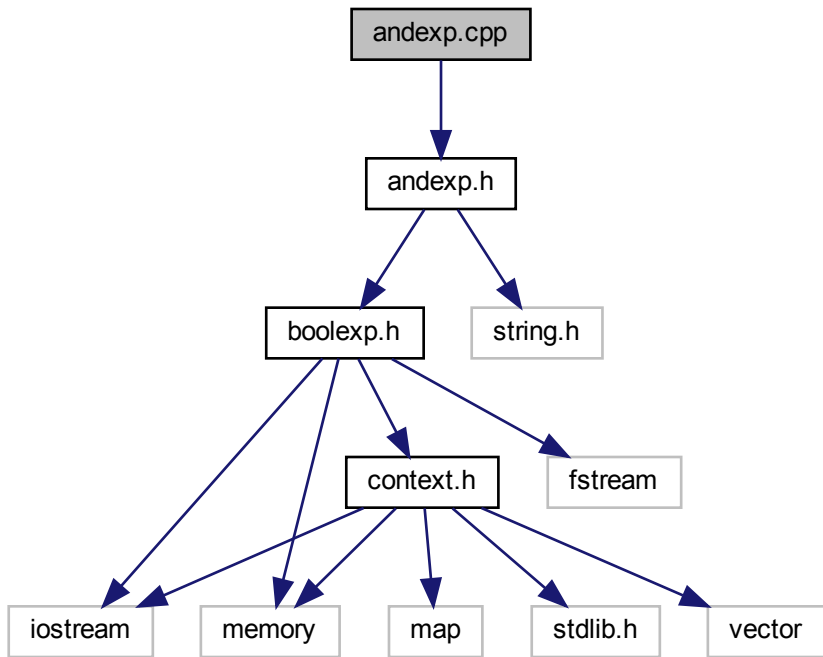 andexp.cpp
andexp.h
boolexp.h
string.h
context.h
fstream
iostream
memory
map
stdlib.h
vector